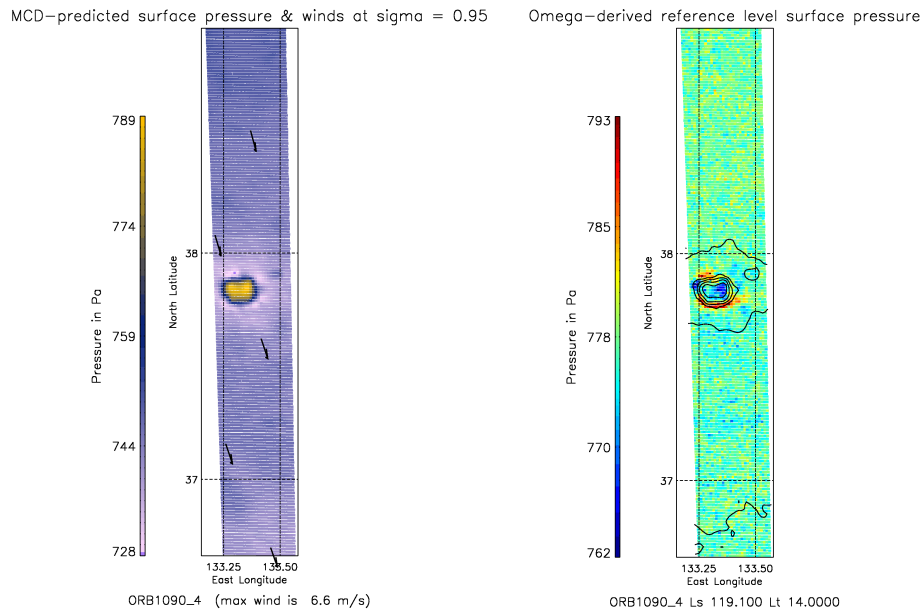 MCD-predicted surface pressure & winds at sigma = 0.95
789
774
759
744
728
Pressure in Pa
38
37
North Latitude
133.25 133.50
East Longitude
ORB1090_4 (max wind is 6.6 m/s)
Omega-derived reference level surface pressure
793
785
778
770
762
Pressure in Pa
38
37
North Latitude
133.25 133.50
East Longitude
ORB1090_4 Ls 119.100 Lt 14.0000